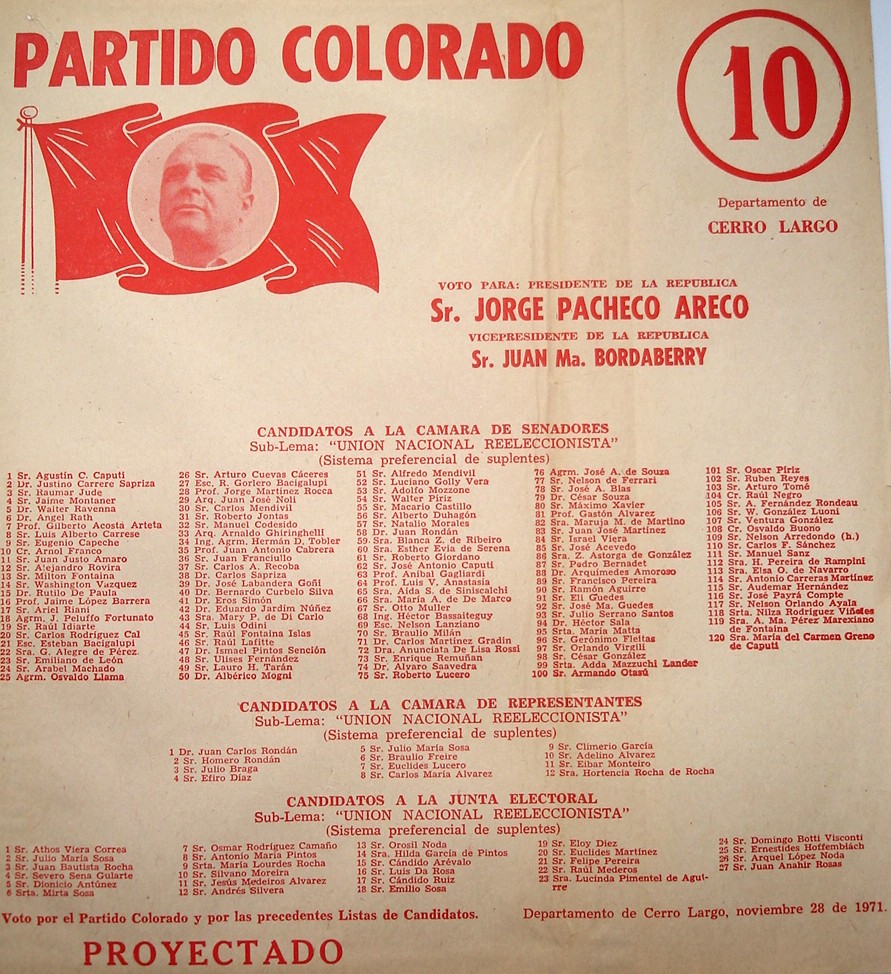 PARTIDO COLORADO
10
Departamento de
CERRO LARGO
VOTO PARA: PRESIDENTE DE LA REPUBLICA
Sr. JORGE PACHECO ARECO
VICEPRESIDENTE DE LA REPUBLICA
Sr. JUAN Ma. BORDABERRY
CANDIDATOS A LA CAMARA DE SENADORES
Sub-Lema: "UNION NACIONAL REELECCIONISTA"
(Sistema preferencial de suplentes)
1 Sr. Agustín C. Caputi
2 Dr. Justino Carrere Sapriza
3 Sr. Raumar Jude
4 Sr. Jaime Montaner
5 Dr. Walter Ravenna
6 Dr. Angel Rath
7 Prof. Gilberto Acosta Arteta
8 Sr. Luis Alberto Carrese
9 Sr. Eugenio Capeche
10 Cr. Arnol Franco
11 Sr. Juan Justo Amaro
12 Sr. Alejandro Rovira
13 Sr. Milton Fontaina
14 Sr. Washington Vazquez
15 Dr. Rutilo De Paula
16 Prof. Jaime López Barrera
17 Sr. Ariel Riani
18 Agrm. J. Pelufío Fortunato
19 Sr. Raúl Idiarte
20 Sr. Carlos Rodríguez Cal
21 Esc. Esteban Bacigalupi
22 Sra. G. Alegre de Pérez
23 Sr. Emiliano de León
24 Sr. Arabel Machado
25 Agrm. Osvaldo Llama
26 Sr. Arturo Cuevas Cáceres
27 Esc. R. Gorlero Bacigalupi
28 Prof. Jorge Martínez Rocca
29 Arq. Juan José Noli
30 Sr. Carlos Mendivil
31 Sr. Roberto Jontas
32 Sr. Manuel Codesido
33 Arq. Arnaldo Ghiringhelli
34 Ing. Agrm. Hernán D. Tobler
35 Prof. Juan Antonio Cabrera
36 Sr. Juan Franciullo
37 Sr. Carlos A. Recoba
38 Dr. Carlos Sapriza
39 Dr. José Landabera Goñi
40 Dr. Bernardo Curbelo Silva
41 Dr. Eros Simón
42 Dr. Eduardo Jardím Núñez
43 Sra. Mary P. de Di Carlo
44 Sr. Luis Odini
45 Sr. Raúl Fontaina Islas
46 Sr. Raúl Lafitte
47 Dr. Ismael Pintos Sención
48 Sr. Ulises Fernández
49 Sr. Lauro H. Tarán
50 Dr. Albérico Mogni
51 Sr. Alfredo Mendivil
52 Sr. Luciano Golly Vera
53 Sr. Adolfo Mozzone
54 Sr. Walter Piriz
55 Sr. Macario Castillo
56 Sr. Alberto Duhagón
57 Sr. Natalio Morales
58 Dr. Juan Rondán
59 Sra. Blanca Z. de Ribeiro
60 Sra. Esther Evia de Serena
61 Sr. Roberto Giordano
62 Sr. José Antonio Caputi
63 Prof. Anibal Gagliardi
64 Prof. Luis V. Anastasia
65 Sra. Aida S. de Siniscalchi
66 Sra. María A. de De Marco
67 Sr. Otto Muller
68 Ing. Héctor Bassaiteguy
69 Esc. Nelson Lanziano
70 Sr. Braulio Milán
71 Dr. Carlos Martínez Gradin
72 Dra. Anunciata De Lisa Rossi
73 Sr. Enrique Remuñan
74 Dr. Alvaro Saavedra
75 Sr. Roberto Lucero
76 Agrm. José A. de Souza
77 Sr. Nelson de Ferrari
78 Sr. José A. Blas
79 Dr. César Souza
80 Sr. Máximo Xavier
81 Prof. Gastón Alvarez
82 Sra. Maruja M. de Martino
83 Sr. Juan José Martínez
84 Sr. Israel Viera
85 Sr. José Acevedo
86 Sra. Z. Astorga de González
87 Sr. Padro Bernadet
88 Dr. Arquímedes Amoroso
89 Sr. Francisco Pereira
90 Sr. Ramón Aguirre
91 Sr. Elí Guedes
92 Sr. José Ma. Guedes
93 Sr. Julio Serrano Santos
94 Dr. Héctor Sala
95 Srta. María Matta
96 Sr. Gerónimo Fleitas
97 Sr. Orlando Virgili
98 Sr. César González
99 Srta. Adda Mazzuchi Lander
100 Sr. Armando Otasú
101 Sr. Oscar Piriz
102 Sr. Ruben Reyes
103 Sr. Arturo Tomé
104 Cr. Raúl Negro
105 Sr. A. Fernández Rondeau
106 Sr. W. González Luoni
107 Sr. Ventura González
108 Cr. Osvaldo Buono
109 Sr. Nelson Arredondo (h.)
110 Sr. Carlos F. Sánchez
111 Sr. Manuel Sanz
112 Sra. H. Pereira de Rampini
113 Sra. Elsa O. de Navarro
114 Sr. Antonio Carreras Martínez
115 Sr. Audemar Hernández
116 Sr. José Payrá Compte
117 Sr. Nelson Orlando Ayala
118 Srta. Nilza Rodríguez Viñoles
119 Sra. A. Ma. Pérez Marexiano
de Fontaina
120 Sra. María del Carmen Greno
de Caputi
CANDIDATOS A LA CAMARA DE REPRESENTANTES
Sub-Lema: "UNION NACIONAL REELECCIONISTA"
(Sistema preferencial de suplentes)
1 Dr. Juan Carlos Rondán
2 Sr. Homero Rondán
3 Sr. Julio Braga
4 Sr. Efiro Díaz
5 Sr. Julio María Sosa
6 Sr. Braulio Freire
7 Sr. Euclides Lucero
8 Sr. Carlos María Alvarez
9 Sr. Climerio García
10 Sr. Adelino Alvarez
11 Sr. Eibar Monteiro
12 Sra. Hortencia Rocha de Rocha
CANDIDATOS A LA JUNTA ELECTORAL
Sub-Lema: "UNION NACIONAL REELECCIONISTA"
(Sistema preferencial de suplentes)
1 Sr. Athos Viera Correa
2 Sr. Julio María Sosa
3 Sr. Juan Bautista Rocha
4 Sr. Severo Sena Guiarte
5 Sr. Dionicio Antúnez
6 Srta. Mirta Sosa
7 Sr. Osmar Rodríguez Camaño
8 Sr. Antonio María Pintos
9 Srta. María Lourdes Rocha
10 Sr. Silvano Moreira
11 Sr. Jesús Medeiros Alvarez
12 Sr. Andrés Silvera
13 Sr. Orosil Noda
14 Sra. Hilda García de Pintos
15 Sr. Cándido Arévalo
16 Sr. Luis Da Rosa
17 Sr. Cándido Ruiz
18 Sr. Emilio Sosa
19 Sr. Eloy Diez
20 Sr. Euclides Martínez
21 Sr. Felipe Pereira
22 Sr. Raúl Mederos
23 Sra. Lucinda Pimentel de Agui-
rre
24 Sr. Domingo Botti Visconti
25 Sr. Ernestides Hoffembiách
26 Sr. Arquel López Noda
27 Sr. Juan Anahir Rosas
Voto por el Partido Colorado y por las precedentes Listas de Candidatos.
Departamento de Cerro Largo, noviembre 28 de 1971.
PROYECTADO